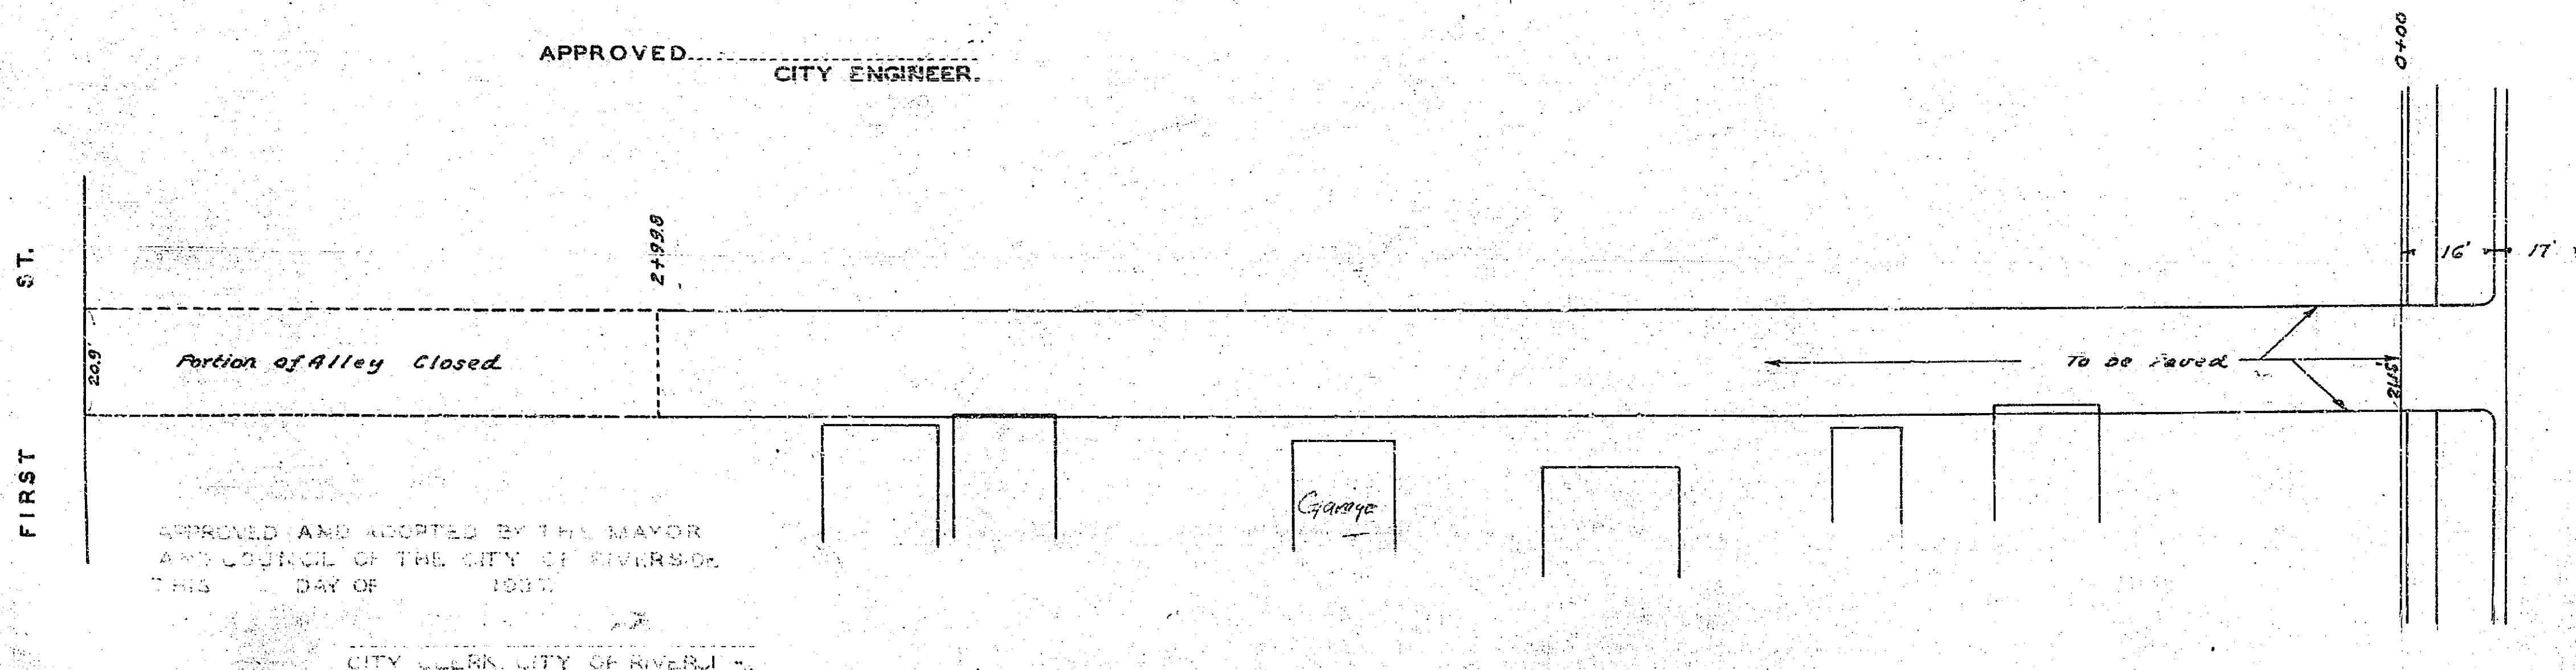 APPROVED
CITY ENGINEER.
0+00
2+99.8
ST.
16'
17'
20.9'
Portion of Alley Closed
To be Paved
FIRST
Garage
APPROVED AND ADOPTED BY THE MAYOR
AND COUNCIL OF THE CITY OF RIVERSIDE
THIS DAY OF
CITY CLERK, CITY OF